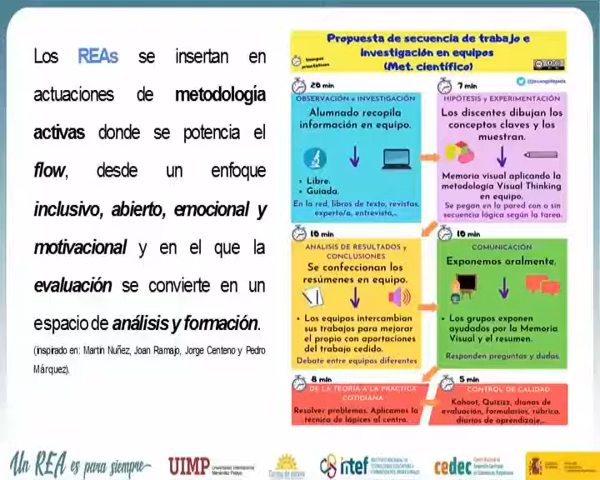 Los REAs se insertan en
actuaciones de metodología
activas donde se potencia el
flow, desde un enfoque
inclusivo, abierto, emocional y
motivacional y en el que la
evaluación se convierte en un
espacio de análisis y formación.
(inspirado en: Martin Nuñez, Joan Ramajo, Jorge Centeno y Pedro
Márquez).
Propuesta de secuencia de trabajo e
investigación en equipos
(Met. científico)
26 min
OBSERVACIÓN e INVESTIGACIÓN
Alumnado recopila
información en equipo.
• Libre.
• Guiada.
En la red, libros de texto, revistas,
experto/a, entrevista,..
7 min
HIPÓTESIS y EXPERIMENTACIÓN
Los discentes dibujan los
conceptos claves y los
muestran.
Memoria visual aplicando la
metodología Visual Thinking
en equipo.
Se pegan en la pared con o sin
secuencia lógica según la tarea.
16 min
ANALISIS DE RESULTADOS y
CONCLUSIONES
Se confeccionan los
resúmenes en equipo.
• Los equipos intercambian
sus trabajos para mejorar
el propio con aportaciones
del trabajo cedido.
Debate entre equipos diferentes
16 min
COMUNICACIÓN
Exponemos oralmente.
• Los grupos exponen
ayudados por la Memoria
Visual y el resumen.
Responden preguntas y dudas.
8 min
DE LA TEORÍA A LA PRÁCTICA
COTIDIANA
Resolver problemas. Aplicamos la
técnica de lápices al centro.
5 min
CONTROL DE CALIDAD
Kahoot, Quizizz, dianas de
evaluación, formularios, rúbrica,
diarios de aprendizaje...
Un REA es para siempre
UIMP
intef
cedec